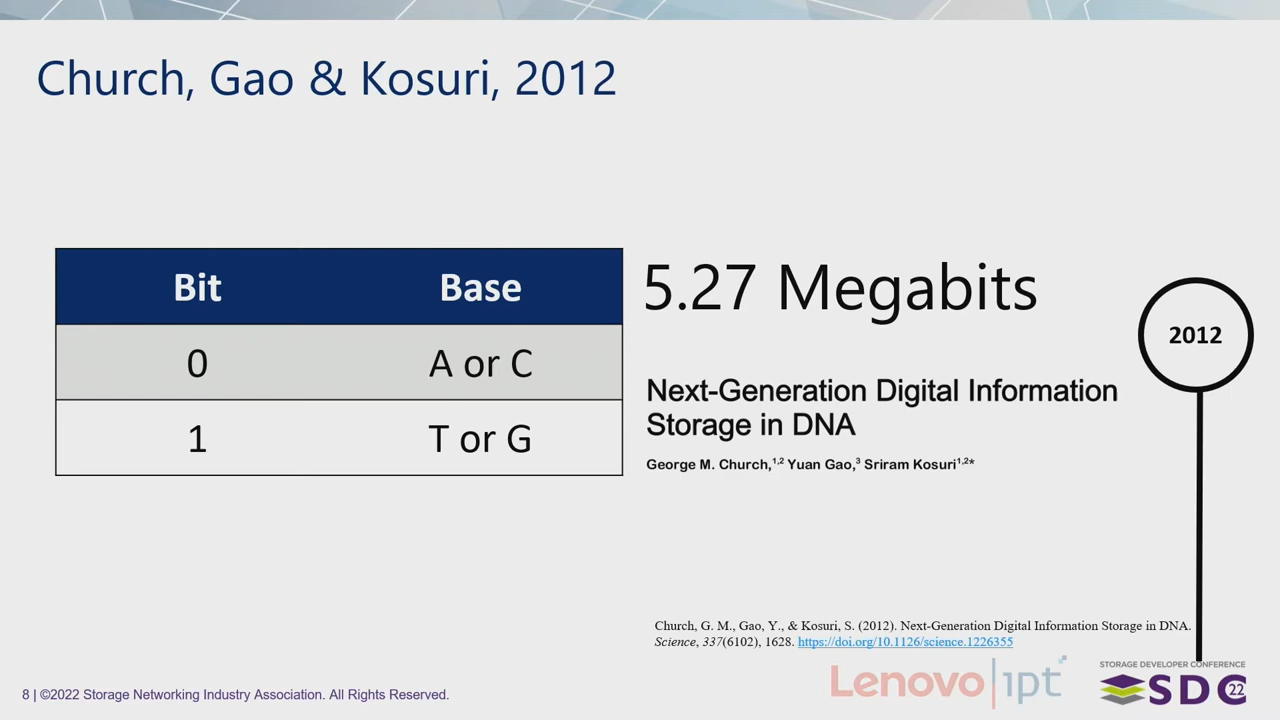 Church, Gao & Kosuri, 2012
Bit Base
0 A or C
1 T or G
5.27 Megabits
Next-Generation Digital Information
Storage in DNA
George M. Church,1,2 Yuan Gao,3 Sriram Kosuri1,2*
2012
Church, G. M., Gao, Y., & Kosuri, S. (2012). Next-Generation Digital Information Storage in DNA.
Science, 337(6102), 1628. https://doi.org/10.1126/science.1226355
8 | ©2022 Storage Networking Industry Association. All Rights Reserved.
Lenovo ipt
STORAGE DEVELOPER CONFERENCE
SDC 22